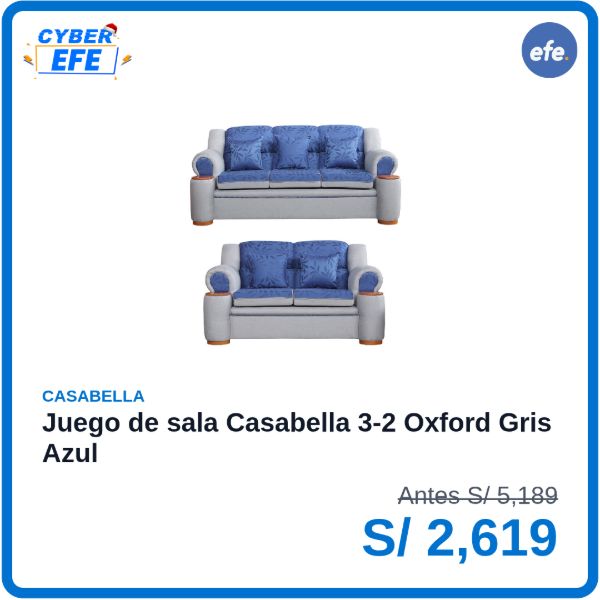 CYBER
EFE
efe.
CASABELLA
Juego de sala Casabella 3-2 Oxford Gris
Azul
Antes S/ 5,189
S/ 2,619